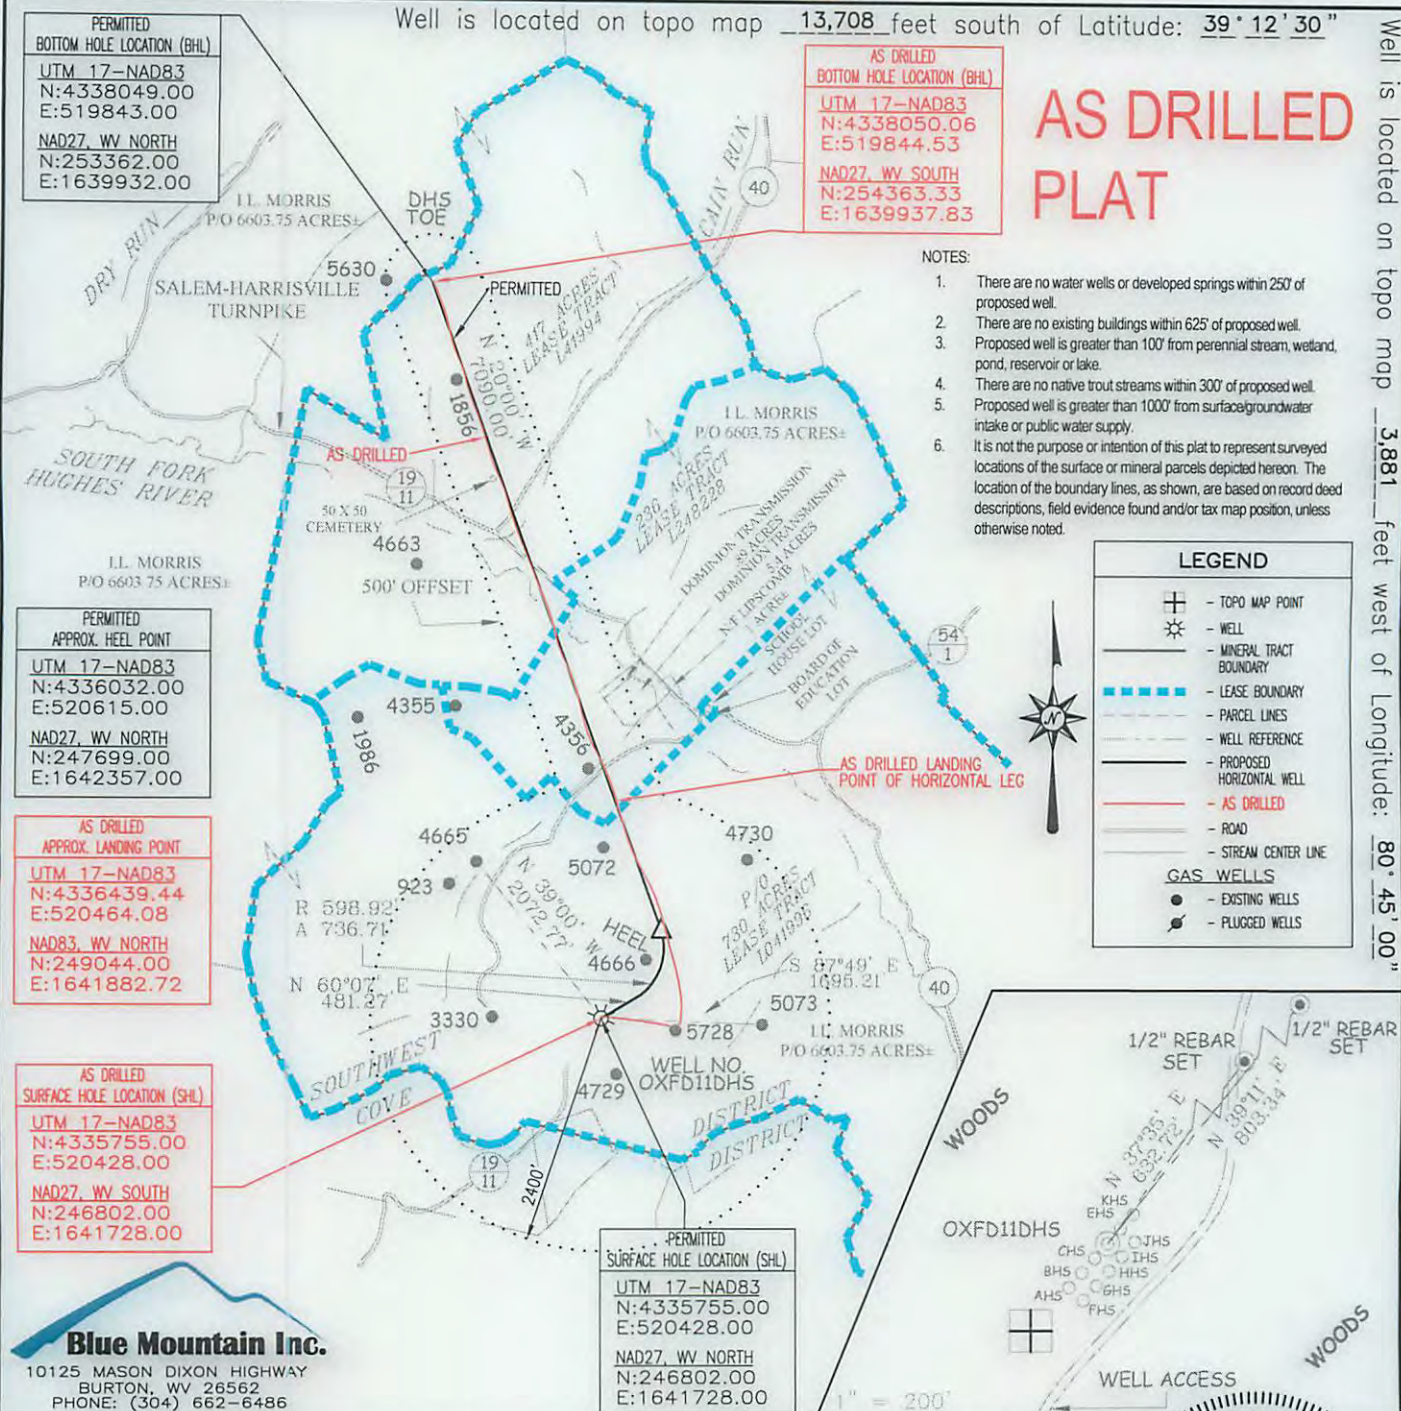 Well is located on topo map 13,708 feet south of Latitude: 39° 12' 30"
Well is located on topo map 3,881 feet west of Longitude: 80° 45' 00"
PERMITTED
BOTTOM HOLE LOCATION (BHL)
UTM 17-NAD83
N:4338049.00
E:519843.00
NAD27, WV NORTH
N:253362.00
E:1639932.00
AS DRILLED
BOTTOM HOLE LOCATION (BHL)
UTM 17-NAD83
N:4338050.06
E:519844.53
NAD27, WV SOUTH
N:254363.33
E:1639937.83
AS DRILLED
PLAT
NOTES:
1. There are no water wells or developed springs within 250' of
proposed well.
2. There are no existing buildings within 625' of proposed well.
3. Proposed well is greater than 100' from perennial stream, wetland,
pond, reservoir or lake.
4. There are no native trout streams within 300' of proposed well.
5. Proposed well is greater than 1000' from surface/groundwater
intake or public water supply.
6. It is not the purpose or intention of this plat to represent surveyed
locations of the surface or mineral parcels depicted hereon. The
location of the boundary lines, as shown, are based on record deed
descriptions, field evidence found and/or tax map position, unless
otherwise noted.
I.L. MORRIS
P/O 6603.75 ACRES±
DHS
TOE
CAIN RUN
40
DRY RUN
5630
SALEM-HARRISVILLE
TURNPIKE
PERMITTED
417 ACRES
LEASE TRACT
L41994
N 20°00' W
7090.00'
1856
AS DRILLED
I.L. MORRIS
P/O 6603.75 ACRES±
SOUTH FORK
HUGHES RIVER
19
11
50 X 50
CEMETERY
236 ACRES
LEASE TRACT
L248228
DOMINION TRANSMISSION
.89 ACRES
DOMINION TRANSMISSION
5.4 ACRES
N/F LIPSCOMB
1 ACRE±
SCHOOL
HOUSE LOT
BOARD OF
EDUCATION
LOT
4663
500' OFFSET
I.L. MORRIS
P/O 6603 75 ACRES±
54
1
PERMITTED
APPROX. HEEL POINT
UTM 17-NAD83
N:4336032.00
E:520615.00
NAD27, WV NORTH
N:247699.00
E:1642357.00
LEGEND
- TOPO MAP POINT
- WELL
- MINERAL TRACT
BOUNDARY
- LEASE BOUNDARY
- PARCEL LINES
- WELL REFERENCE
- PROPOSED
HORIZONTAL WELL
- AS DRILLED
- ROAD
- STREAM CENTER LINE
GAS WELLS
- EXISTING WELLS
- PLUGGED WELLS
N
4355
1986
4356
AS DRILLED LANDING
POINT OF HORIZONTAL LEG
AS DRILLED
APPROX. LANDING POINT
UTM 17-NAD83
N:4336439.44
E:520464.08
NAD83, WV NORTH
N:249044.00
E:1641882.72
4665
923
5072
4730
N 39°00' W
2072.77'
R 598.92'
A 736.71'
HEEL
4666
P/O
730 ACRES
LEASE TRACT
L041995
N 60°07' E
481.27'
S 87°49' E
1695.21
3330
5728
5073
40
I.L. MORRIS
P/O 6603.75 ACRES±
WELL NO.
OXFD11DHS
4729
SOUTHWEST
COVE
DISTRICT
DISTRICT
19
11
2400'
AS DRILLED
SURFACE HOLE LOCATION (SHL)
UTM 17-NAD83
N:4335755.00
E:520428.00
NAD27, WV SOUTH
N:246802.00
E:1641728.00
PERMITTED
SURFACE HOLE LOCATION (SHL)
UTM 17-NAD83
N:4335755.00
E:520428.00
NAD27, WV NORTH
N:246802.00
E:1641728.00
Blue Mountain Inc.
10125 MASON DIXON HIGHWAY
BURTON, WV 26562
PHONE: (304) 662-6486
1/2" REBAR
SET
1/2" REBAR
SET
WOODS
N 37°36' E
632.72'
N 39°11' E
803.34'
KHS
EHS
OXFD11DHS
JHS
CHS
IHS
BHS
HHS
AHS
GHS
FHS
WOODS
WELL ACCESS
1" = 200'